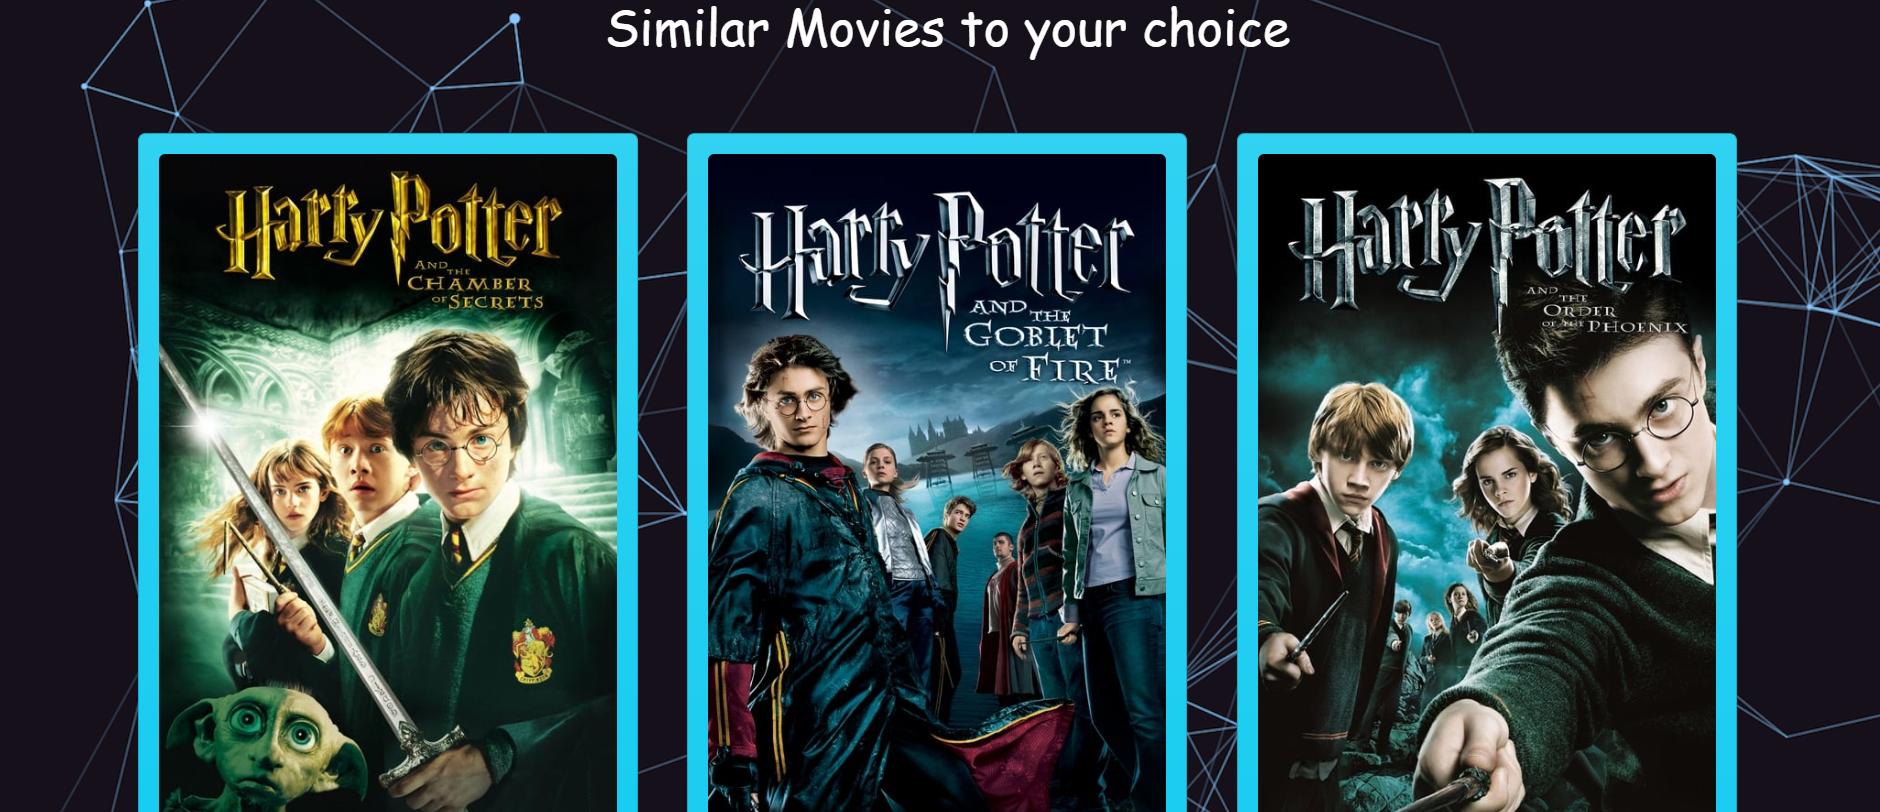 Similar Movies to your choice
Harry Potter
AND THE
CHAMBER
OF SECRETS
Harry Potter
AND THE
GOBLET
OF FIRE™
Harry Potter
AND
THE
ORDER
OF THE PHOENIX